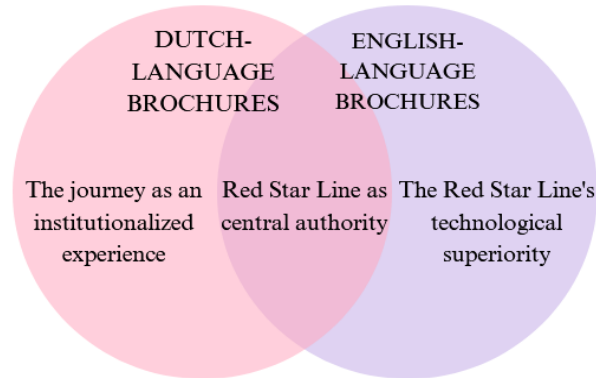 DUTCH-
LANGUAGE
BROCHURES
ENGLISH-
LANGUAGE
BROCHURES
The journey as an
institutionalized
experience
Red Star Line as
central authority
The Red Star Line's
technological
superiority